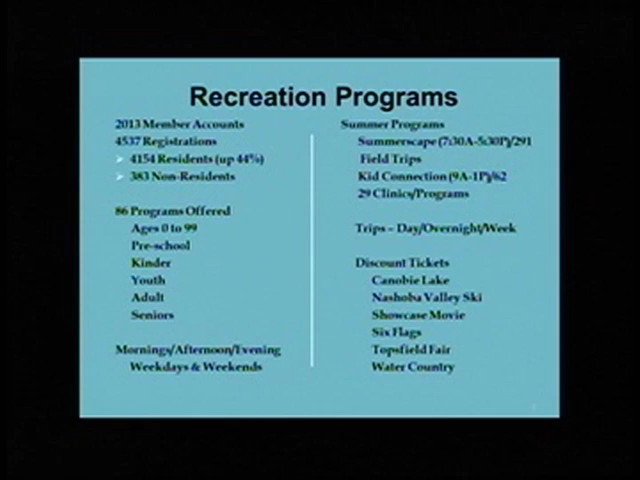 Recreation Programs
2013 Member Accounts
4537 Registrations
4154 Residents (up 44%)
383 Non-Residents
86 Programs Offered
Ages 0 to 99
Pre-school
Kinder
Youth
Adult
Seniors
Mornings/Afternoon/Evening
Weekdays & Weekends
Summer Programs
Summerscape (7:30A-5:30P)/291
Field Trips
Kid Connection (9A-1P)/62
29 Clinics/Programs
Trips – Day/Overnight/Week
Discount Tickets
Canobie Lake
Nashoba Valley Ski
Showcase Movie
Six Flags
Topsfield Fair
Water Country